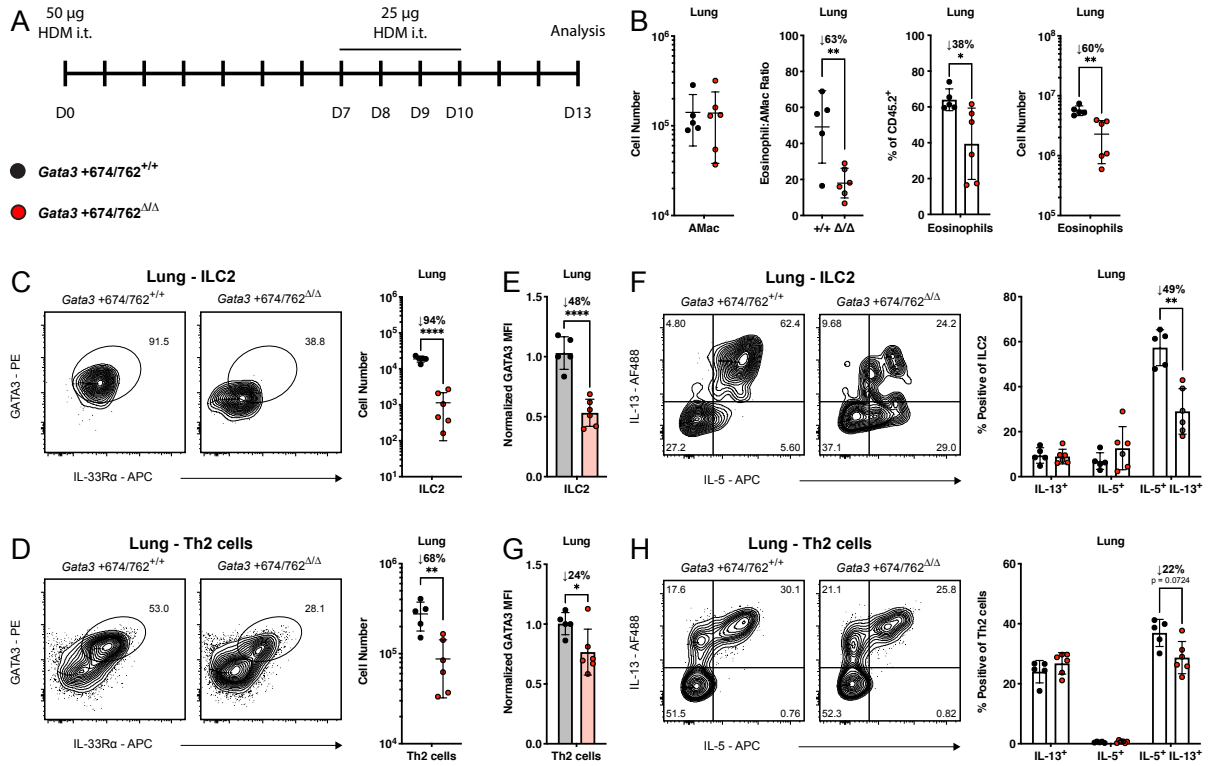 A
50 µg
HDM i.t.
25 µg
HDM i.t.
Analysis
D0
D7
D8
D9
D10
D13
Gata3 +674/762+/+
Gata3 +674/762Δ/Δ
B
Lung
Cell Number
10⁶
10⁵
10⁴
AMac
Lung
Eosinophil:AMac Ratio
100
80
60
40
20
0
↓63%
**
+/+ Δ/Δ
Lung
% of CD45.2⁺
100
80
60
40
20
0
↓38%
*
Eosinophils
Lung
Cell Number
10⁸
10⁷
10⁶
10⁵
↓60%
**
Eosinophils
C
Lung - ILC2
Gata3 +674/762+/+
Gata3 +674/762Δ/Δ
91.5
38.8
GATA3 - PE
IL-33Rα - APC
Lung
Cell Number
10⁶
10⁵
10⁴
10³
10²
10¹
↓94%
****
ILC2
E
Lung
Normalized GATA3 MFI
1.5
1.0
0.5
0.0
↓48%
****
ILC2
F
Lung - ILC2
Gata3 +674/762+/+
Gata3 +674/762Δ/Δ
4.80
62.4
27.2
5.60
9.68
24.2
37.1
29.0
IL-13 - AF488
IL-5 - APC
Lung
% Positive of ILC2
80
60
40
20
0
↓49%
**
IL-13⁺
IL-5⁺
IL-5⁺ IL-13⁺
D
Lung - Th2 cells
Gata3 +674/762+/+
Gata3 +674/762Δ/Δ
53.0
28.1
GATA3 - PE
IL-33Rα - APC
Lung
Cell Number
10⁶
10⁵
10⁴
↓68%
**
Th2 cells
G
Lung
Normalized GATA3 MFI
1.5
1.0
0.5
0.0
↓24%
*
Th2 cells
H
Lung - Th2 cells
Gata3 +674/762+/+
Gata3 +674/762Δ/Δ
17.6
30.1
51.5
0.76
21.1
25.8
52.3
0.82
IL-13 - AF488
IL-5 - APC
Lung
% Positive of Th2 cells
60
40
20
0
↓22%
p = 0.0724
IL-13⁺
IL-5⁺
IL-5⁺ IL-13⁺